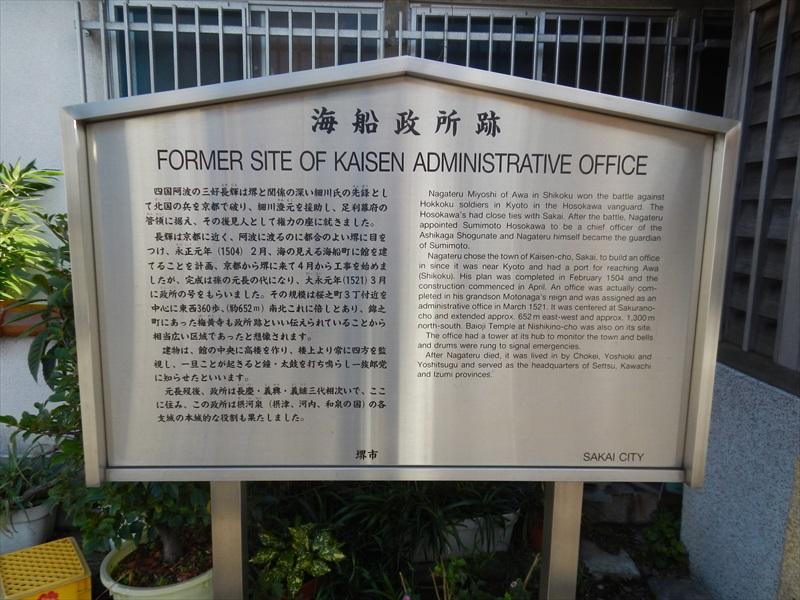 海船政所跡
FORMER SITE OF KAISEN ADMINISTRATIVE OFFICE
四国阿波の三好長輝は堺と関係の深い細川氏の先鋒とし
て北国の兵を京都で破り、細川澄元を援助し、足利幕府の
管領に据え、その後見人として権力の座に就きました。
長輝は京都に近く、阿波に渡るのに都合のよい堺に目を
つけ、永正元年(1504)2月、海の見える海船町に館を建
てることを計画、京都から堺に来て4月から工事を始めま
したが、完成は孫の元長の代になり、大永元年(1521)3月
に政所の号をもらいました。その規模は桜之町3丁付近を
中心に東西360歩、(約652m)南北これに倍しとあり、錦之
町にあった梅黄寺も政所跡といい伝えられていることから
相当広い区域であったと想像されます。
建物は、館の中央に高楼を作り、楼上より常に四方を監
視し、一旦ことが起きると鐘・太鼓を打ち鳴らし一族郎党
に知らせたといいます。
元長歿後、政所は長慶・義興・義継三代相次いで、ここ
に住み、この政所は摂河泉(摂津、河内、和泉の国)の各
支城の本城的な役割も果たしました。
Nagateru Miyoshi of Awa in Shikoku won the battle against
Hokkoku soldiers in Kyoto in the Hosokawa vanguard. The
Hosokawa's had close ties with Sakai. After the battle, Nagateru
appointed Sumimoto Hosokawa to be a chief officer of the
Ashikaga Shogunate and Nagateru himself became the guardian
of Sumimoto.
Nagateru chose the town of Kaisen-cho, Sakai, to build an office
in since it was near Kyoto and had a port for reaching Awa
(Shikoku). His plan was completed in February 1504 and the
construction commenced in April. An office was actually com-
pleted in his grandson Motonaga's reign and was assigned as an
administrative office in March 1521. It was centered at Sakurano-
cho and extended approx. 652 m east-west and approx. 1,300 m
north-south. Baioji Temple at Nishikino-cho was also on its site.
The office had a tower at its hub to monitor the town and bells
and drums were rung to signal emergencies.
After Nagateru died, it was lived in by Chokei, Yoshioki and
Yoshitsugu and served as the headquarters of Settsu, Kawachi
and Izumi provinces.
堺市
SAKAI CITY